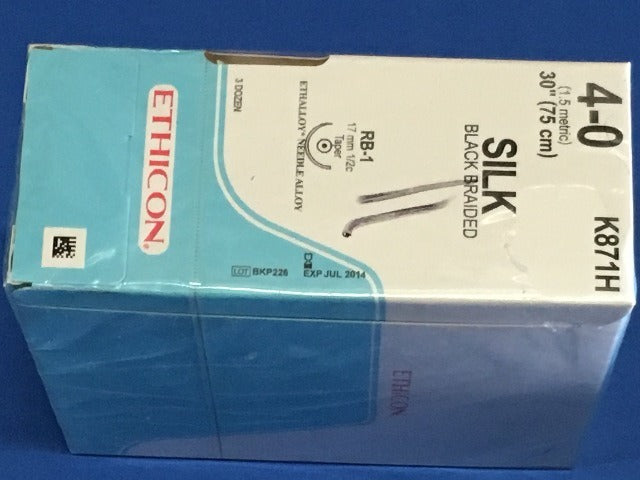 4-0
(1.5 metric)
30" (75 cm)
K871H
SILK
BLACK BRAIDED
RB-1
17 mm 1/2c
Taper
ETHALLOY® NEEDLE ALLOY
3 DOZEN
LOT BKP226
EXP JUL 2014
ETHICON
ETHICON